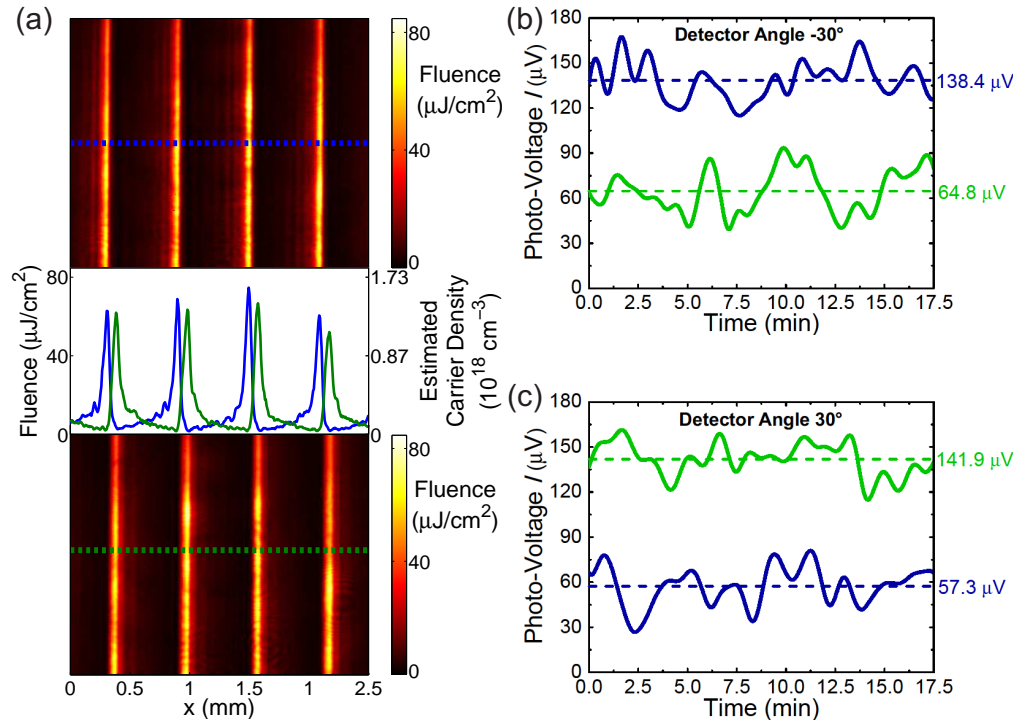 (a)
80
Fluence
(μJ/cm²)
40
0
80
40
0
Fluence (μJ/cm²)
1.73
0.87
0
Estimated
Carrier Density
(10¹⁸ cm⁻³)
80
Fluence
(μJ/cm²)
40
0
0 0.5 1 1.5 1 2.5
x (mm)
(b)
Detector Angle -30°
180
150
120
90
60
30
0
Photo-Voltage / (μV)
138.4 μV
64.8 μV
0.0 2.5 5.0 7.5 10.0 12.5 15.0 17.5
Time (min)
(c)
Detector Angle 30°
180
150
120
90
60
30
0
Photo-Voltage / (μV)
141.9 μV
57.3 μV
0.0 2.5 5.0 7.5 10.0 12.5 15.0 17.5
Time (min)